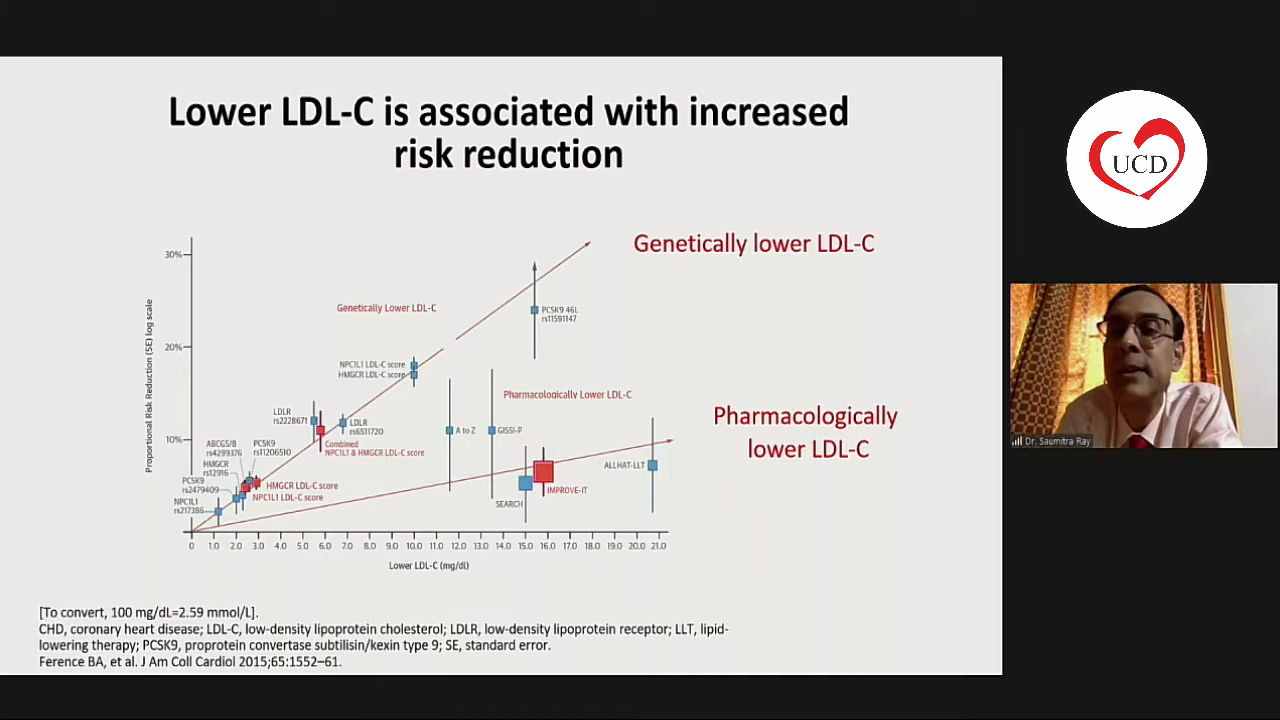 Lower LDL-C is associated with increased
risk reduction
Genetically lower LDL-C
Pharmacologically
lower LDL-C
Proportional Risk Reduction (SE) log scale
30%
20%
10%
Genetically Lower LDL-C
PCSK9 46L
rs11591147
NPC1L1 LDL-C score
HMGCR LDL-C score
Pharmacologically Lower LDL-C
LDLR
rs2228671
LDLR
rs6511720
A to Z
GISSI-P
Combined
NPC1L1 & HMGCR LDL-C score
ABCG5/8
rs4299376
PCSK9
rs11206510
HMGCR
rs12916
ALLHAT-LLT
PCSK9
rs2479409
HMGCR LDL-C score
IMPROVE-IT
NPC1L1 LDL-C score
SEARCH
NPC1L1
rs217386
0 1.0 2.0 3.0 4.0 5.0 6.0 7.0 8.0 9.0 10.0 11.0 12.0 13.0 14.0 15.0 16.0 17.0 18.0 19.0 20.0 21.0
Lower LDL-C (mg/dl)
[To convert, 100 mg/dL=2.59 mmol/L].
CHD, coronary heart disease; LDL-C, low-density lipoprotein cholesterol; LDLR, low-density lipoprotein receptor; LLT, lipid-
lowering therapy; PCSK9, proprotein convertase subtilisin/kexin type 9; SE, standard error.
Ference BA, et al. J Am Coll Cardiol 2015;65:1552–61.
UCD
Dr. Saumitra Ray